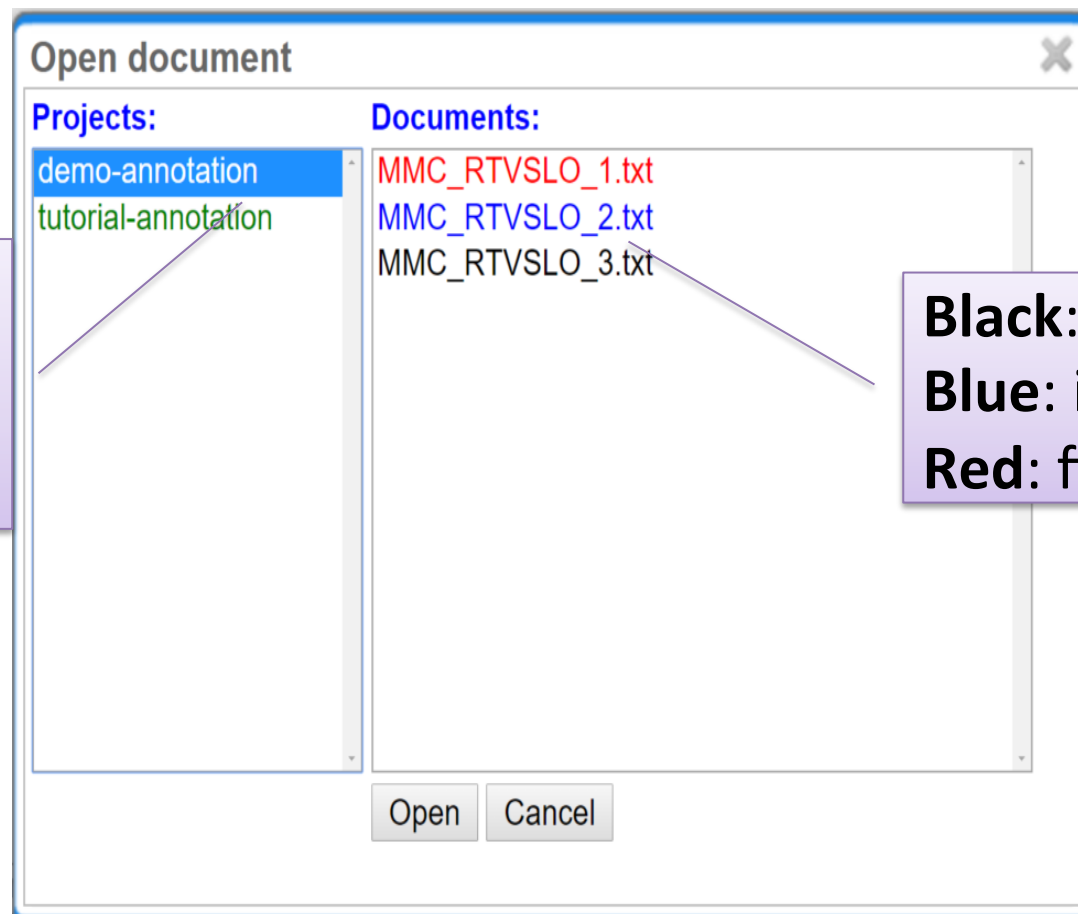 Open document
Projects:
Documents:
demo-annotation
tutorial-annotation
MMC_RTVSLO_1.txt
MMC_RTVSLO_2.txt
MMC_RTVSLO_3.txt
Black:
Blue:
Red:
Open
Cancel